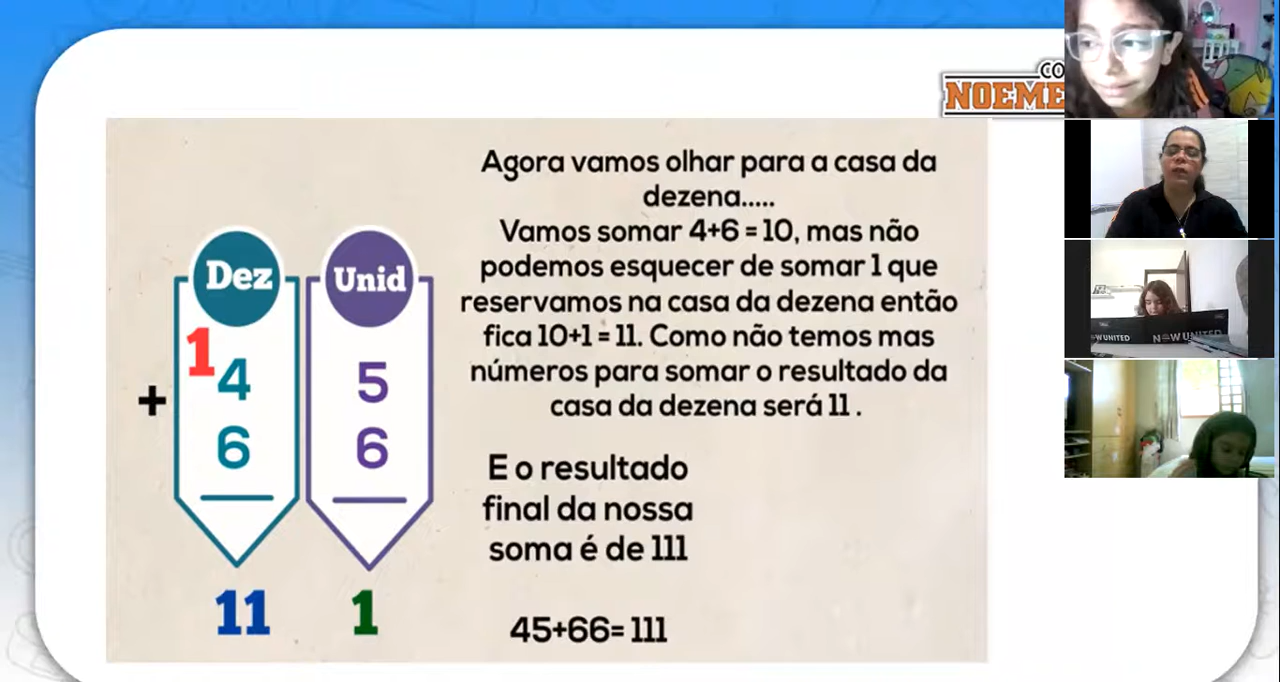 CO
NOEME
Agora vamos olhar para a casa da
dezena.....
Vamos somar 4+6 = 10, mas não
podemos esquecer de somar 1 que
reservamos na casa da dezena então
fica 10+1 = 11. Como não temos mas
números para somar o resultado da
casa da dezena será 11 .
E o resultado
final da nossa
soma é de 111
45+66= 111
Dez Unid
1
4 5
+
6 6
11 1
W UNITED NOW UNITED